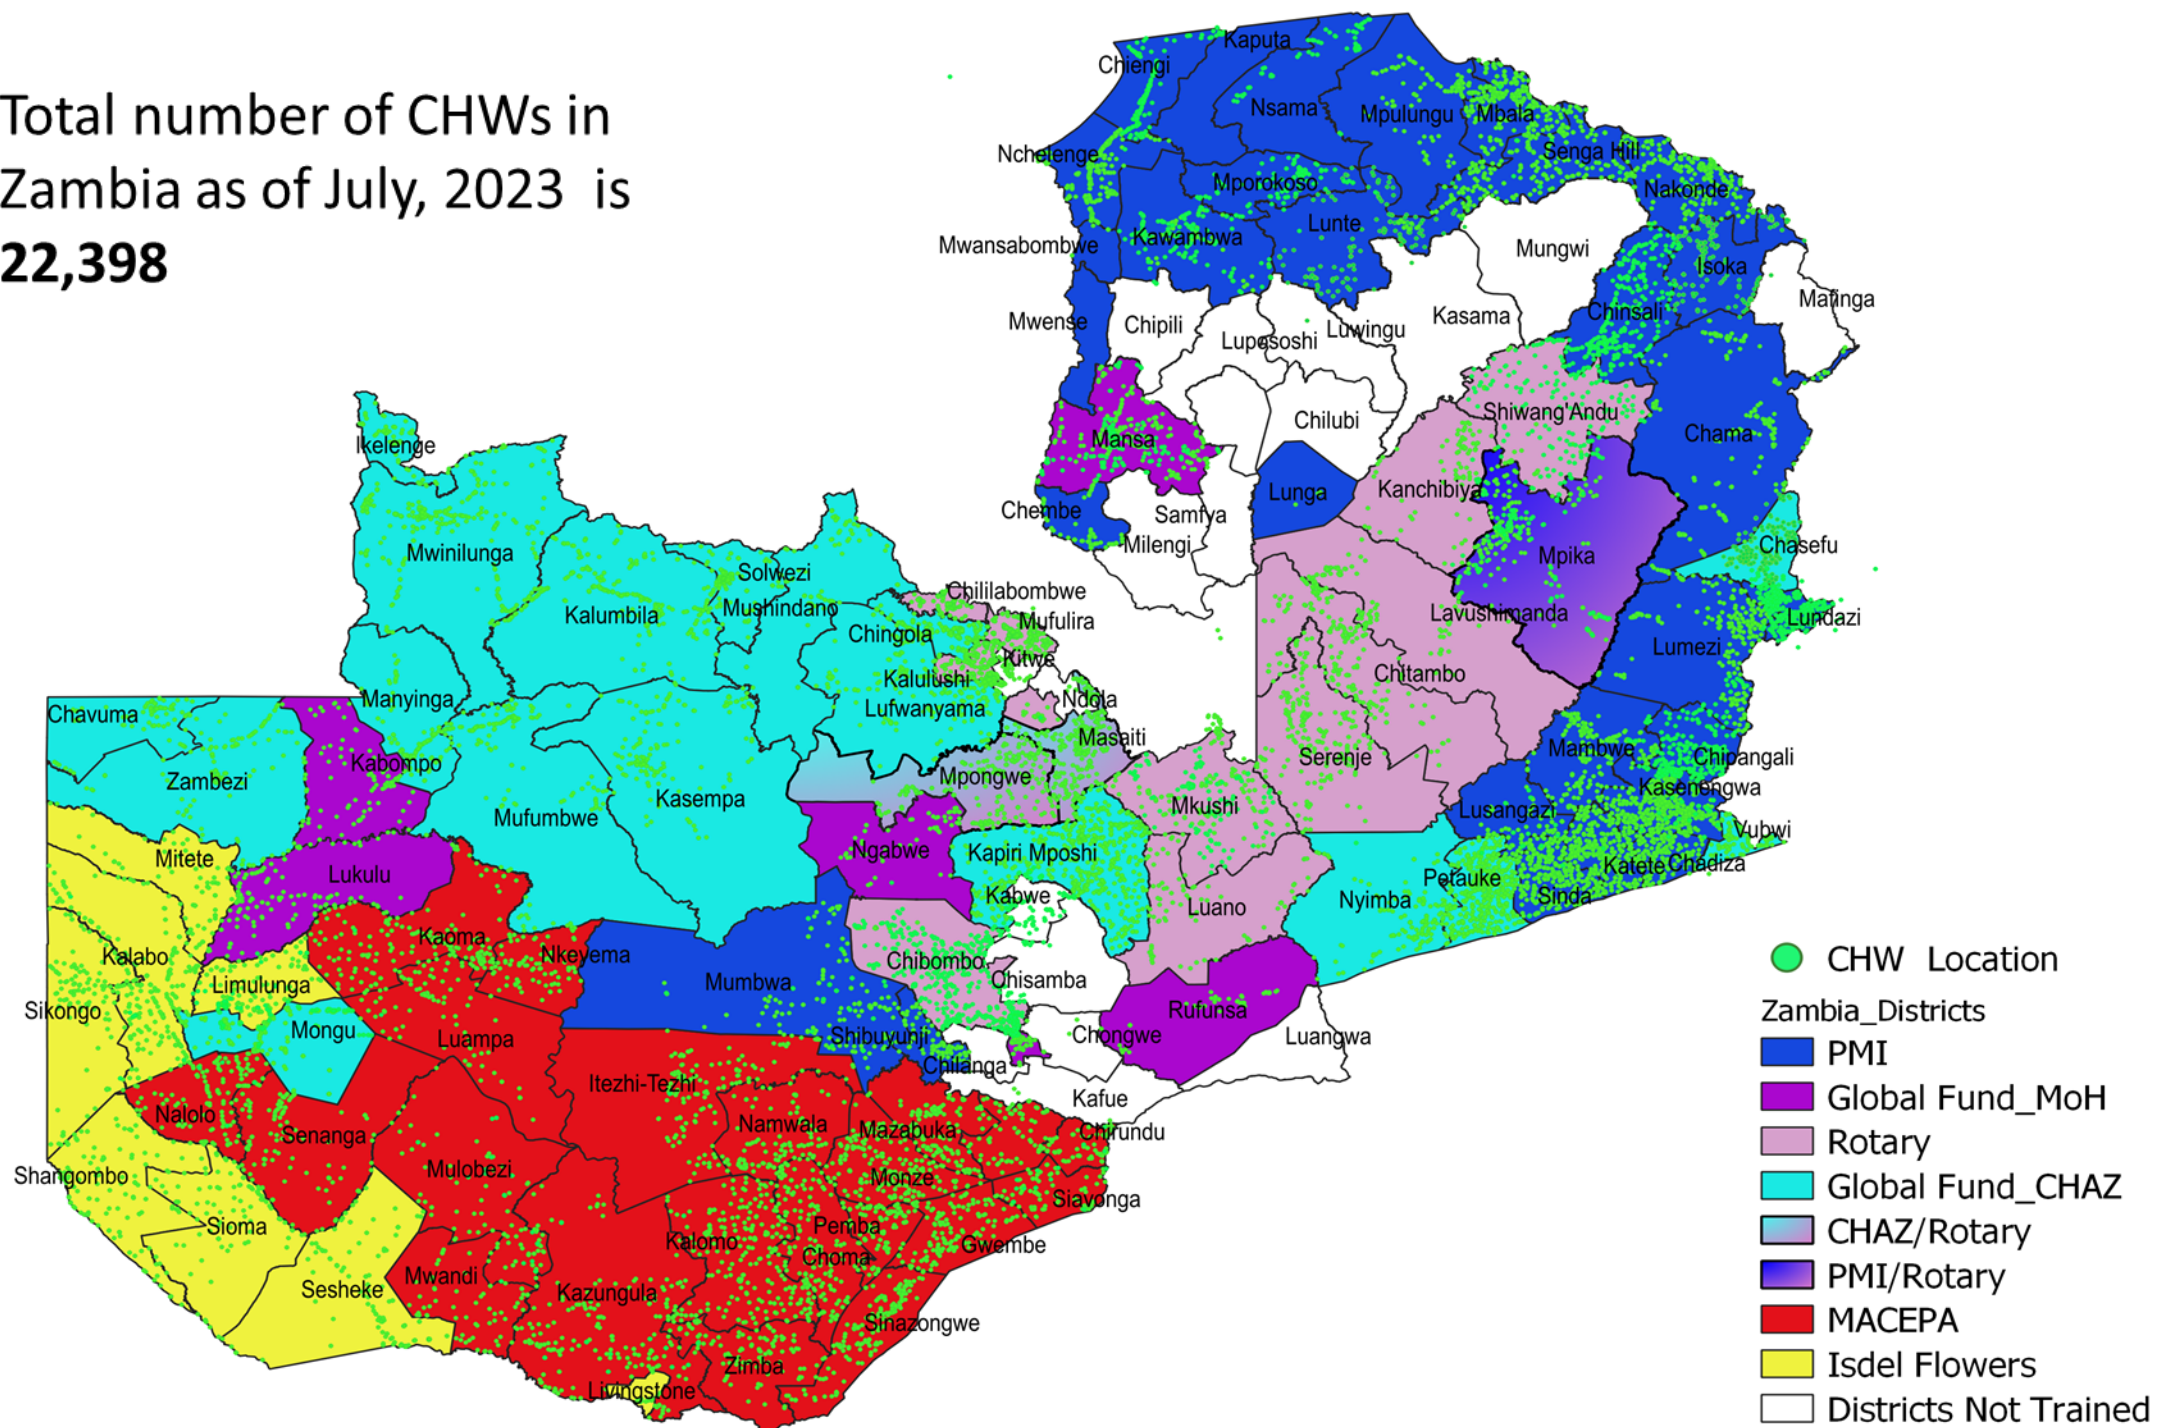 Total number of CHWs in
Zambia as of July, 2023 is
22,398
Kaputa
Chiengi
Nsama
Mpulungu
Mbala
Nchelenge
Senga Hill
Mporokoso
Nakonde
Lunte
Kawambwa
Mwansabombwe
Mungwi
Isoka
Mafinga
Chinsali
Mwense
Chipili
Luwingu
Kasama
Lupososhi
Shiwang'Andu
Chilubi
Chama
Mansa
Ikelenge
Kanchibiya
Lunga
Chembe
Samfya
Milengi
Mpika
Chasefu
Mwinilunga
Solwezi
Chililabombwe
Mushindano
Kalumbila
Mufulira
Lavushimanda
Lundazi
Chingola
Kitwe
Lumezi
Chitambo
Kalulushi
Manyinga
Ndola
Lufwanyama
Chavuma
Masaiti
Mambwe
Chipangali
Serenje
Kabompo
Mpongwe
Zambezi
Kasenengwa
Kasempa
Mkushi
Lusangazi
Mufumbwe
Vubwi
Mitete
Ngabwe
Kapiri Mposhi
Katete
Chadiza
Lukulu
Petauke
Kabwe
Nyimba
Sinda
Luano
Kaoma
Nkeyema
Kalabo
Chibombo
Mumbwa
Chisamba
Limulunga
Sikongo
Rufunsa
Mongu
Luampa
Shibuyunji
Chongwe
Luangwa
Chilanga
Itezhi-Tezhi
Kafue
Nalolo
Namwala
Mazabuka
Chirundu
Senanga
Mulobezi
Monze
Shangombo
Siavonga
Sioma
Pemba
Kalomo
Choma
Gwembe
Mwandi
Sesheke
Kazungula
Sinazongwe
Zimba
Livingstone
CHW Location
Zambia_Districts
PMI
Global Fund_MoH
Rotary
Global Fund_CHAZ
CHAZ/Rotary
PMI/Rotary
MACEPA
Isdel Flowers
Districts Not Trained